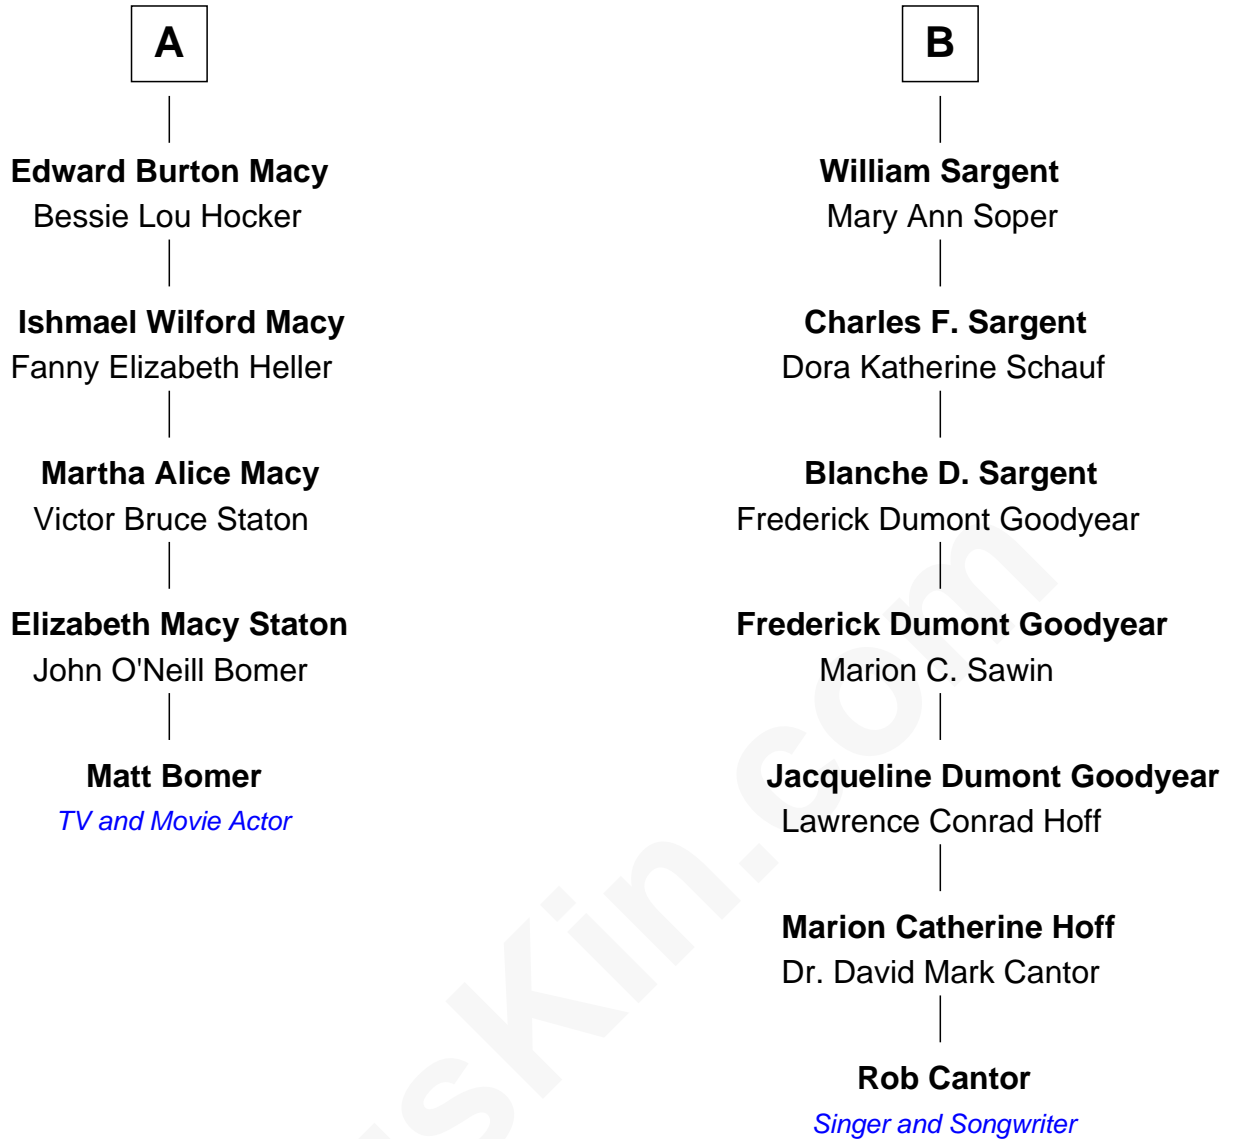 A
Edward Burton Macy
Bessie Lou Hocker
Ishmael Wilford Macy
Fanny Elizabeth Heller
Martha Alice Macy
Victor Bruce Staton
Elizabeth Macy Staton
John O'Neill Bomer
Matt Bomer
TV and Movie Actor
B
William Sargent
Mary Ann Soper
Charles F. Sargent
Dora Katherine Schauf
Blanche D. Sargent
Frederick Dumont Goodyear
Frederick Dumont Goodyear
Marion C. Sawin
Jacqueline Dumont Goodyear
Lawrence Conrad Hoff
Marion Catherine Hoff
Dr. David Mark Cantor
Rob Cantor
Singer and Songwriter